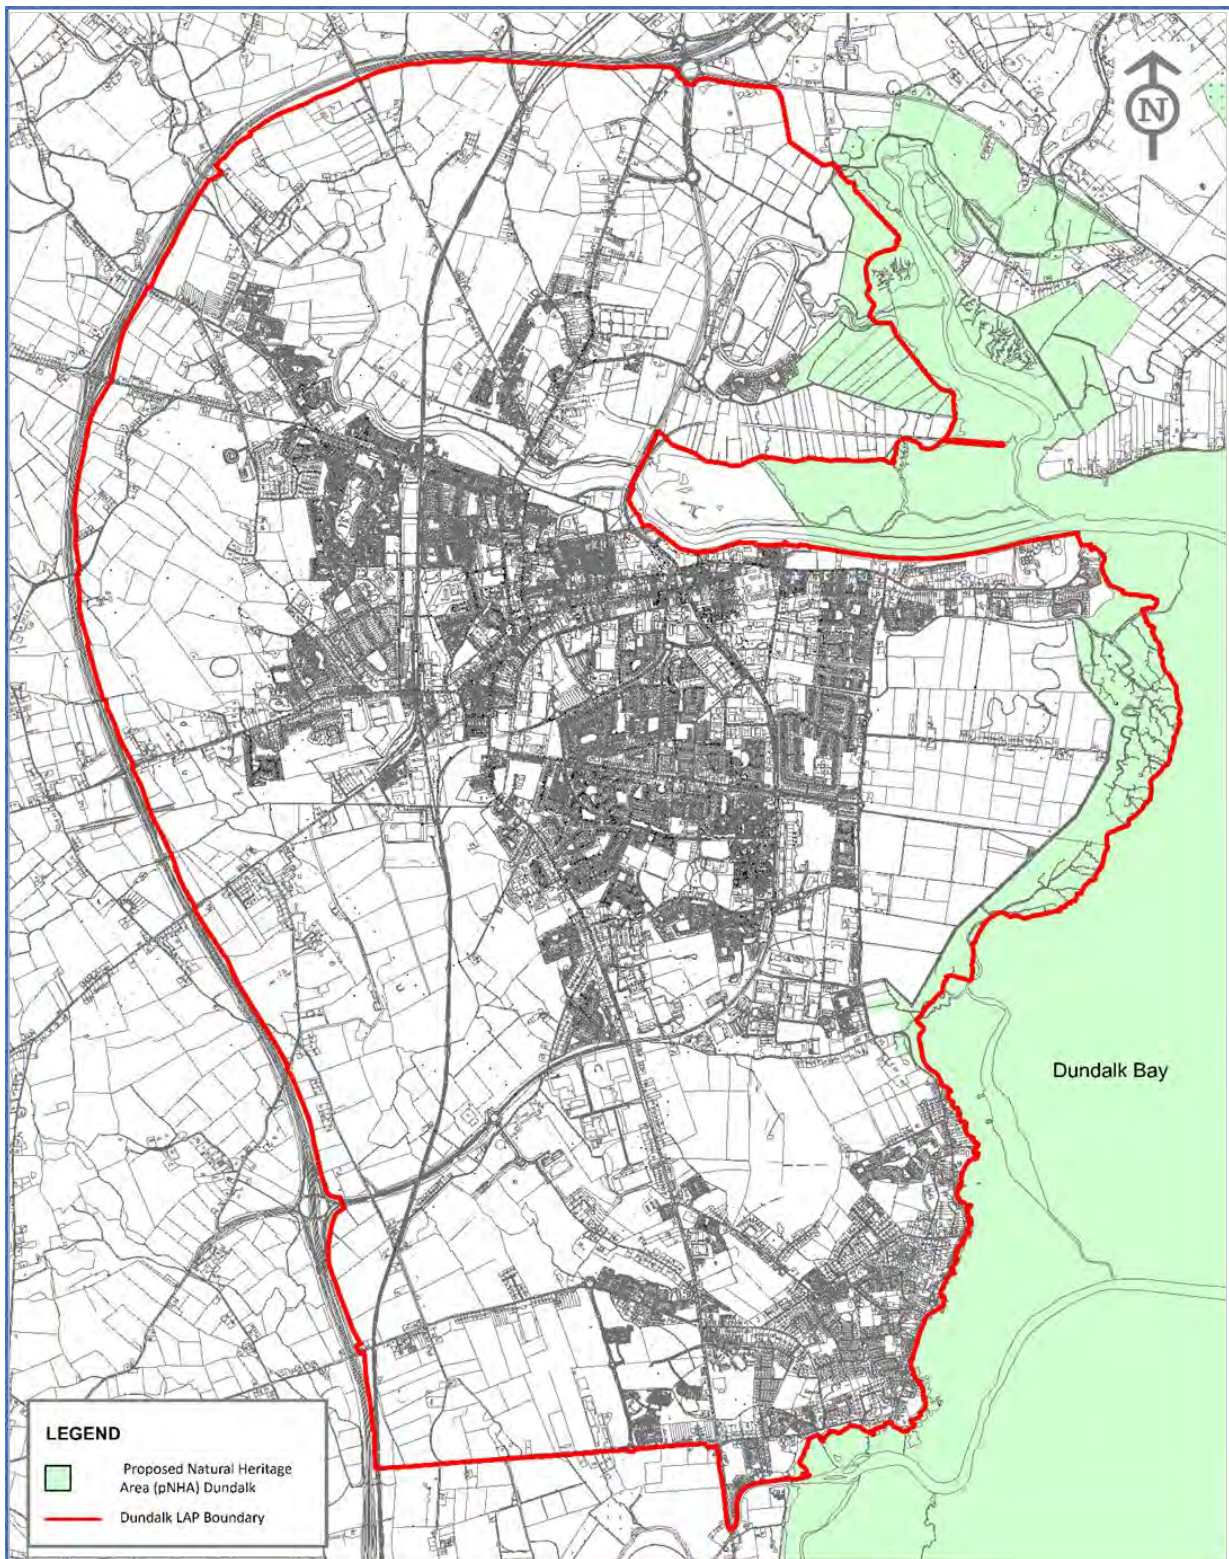 N
Dundalk Bay
LEGEND
Proposed Natural Heritage
Area (pNHA) Dundalk
Dundalk LAP Boundary